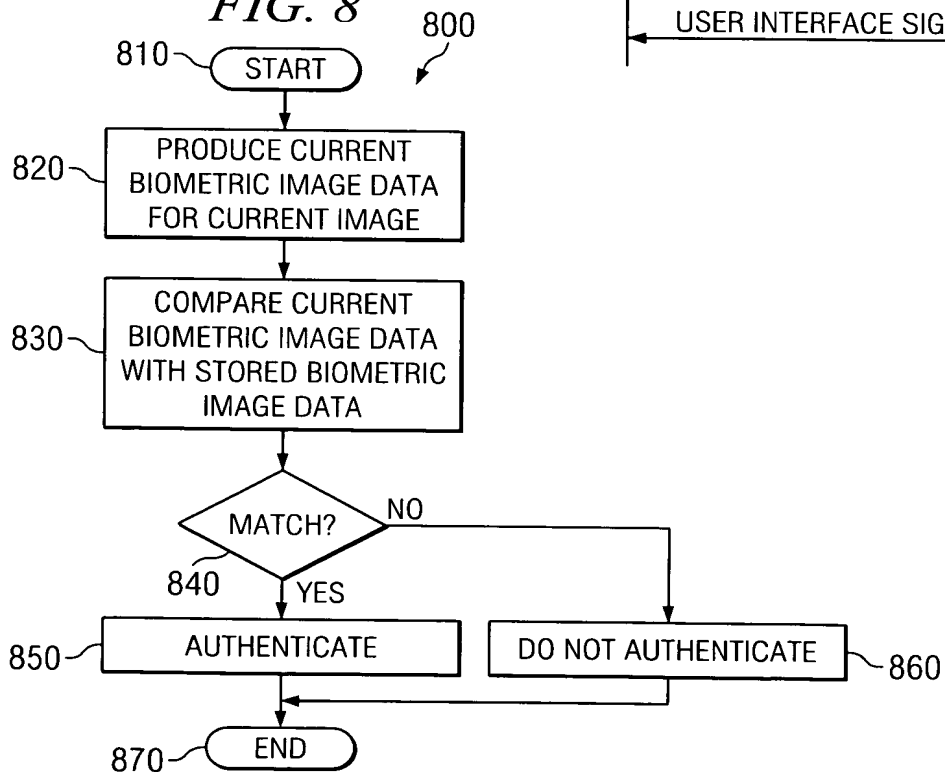 FIG. 8
USER INTERFACE SIG
800
810
START
820
PRODUCE CURRENT
BIOMETRIC IMAGE DATA
FOR CURRENT IMAGE
830
COMPARE CURRENT
BIOMETRIC IMAGE DATA
WITH STORED BIOMETRIC
IMAGE DATA
MATCH?
NO
840
YES
850
AUTHENTICATE
DO NOT AUTHENTICATE
860
870
END